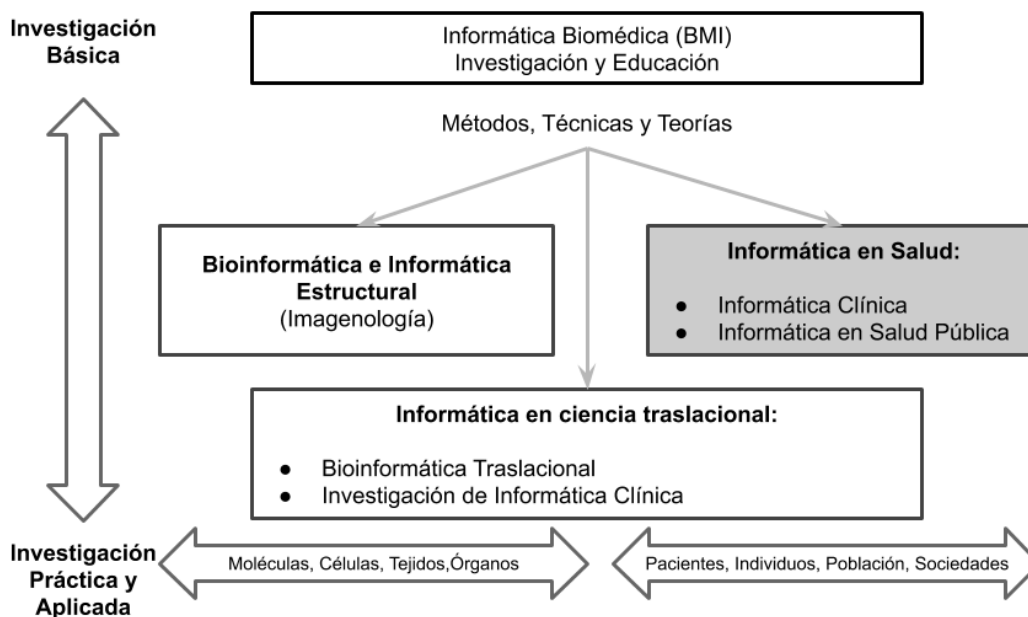 Investigación
Básica
Informática Biomédica (BMI)
Investigación y Educación
Métodos, Técnicas y Teorías
Bioinformática e Informática
Estructural
(Imagenología)
Informática en Salud:
● Informática Clínica
● Informática en Salud Pública
Informática en ciencia traslacional:
● Bioinformática Traslacional
● Investigación de Informática Clínica
Investigación
Práctica y
Aplicada
Moléculas, Células, Tejidos,Órganos
Pacientes, Individuos, Población, Sociedades